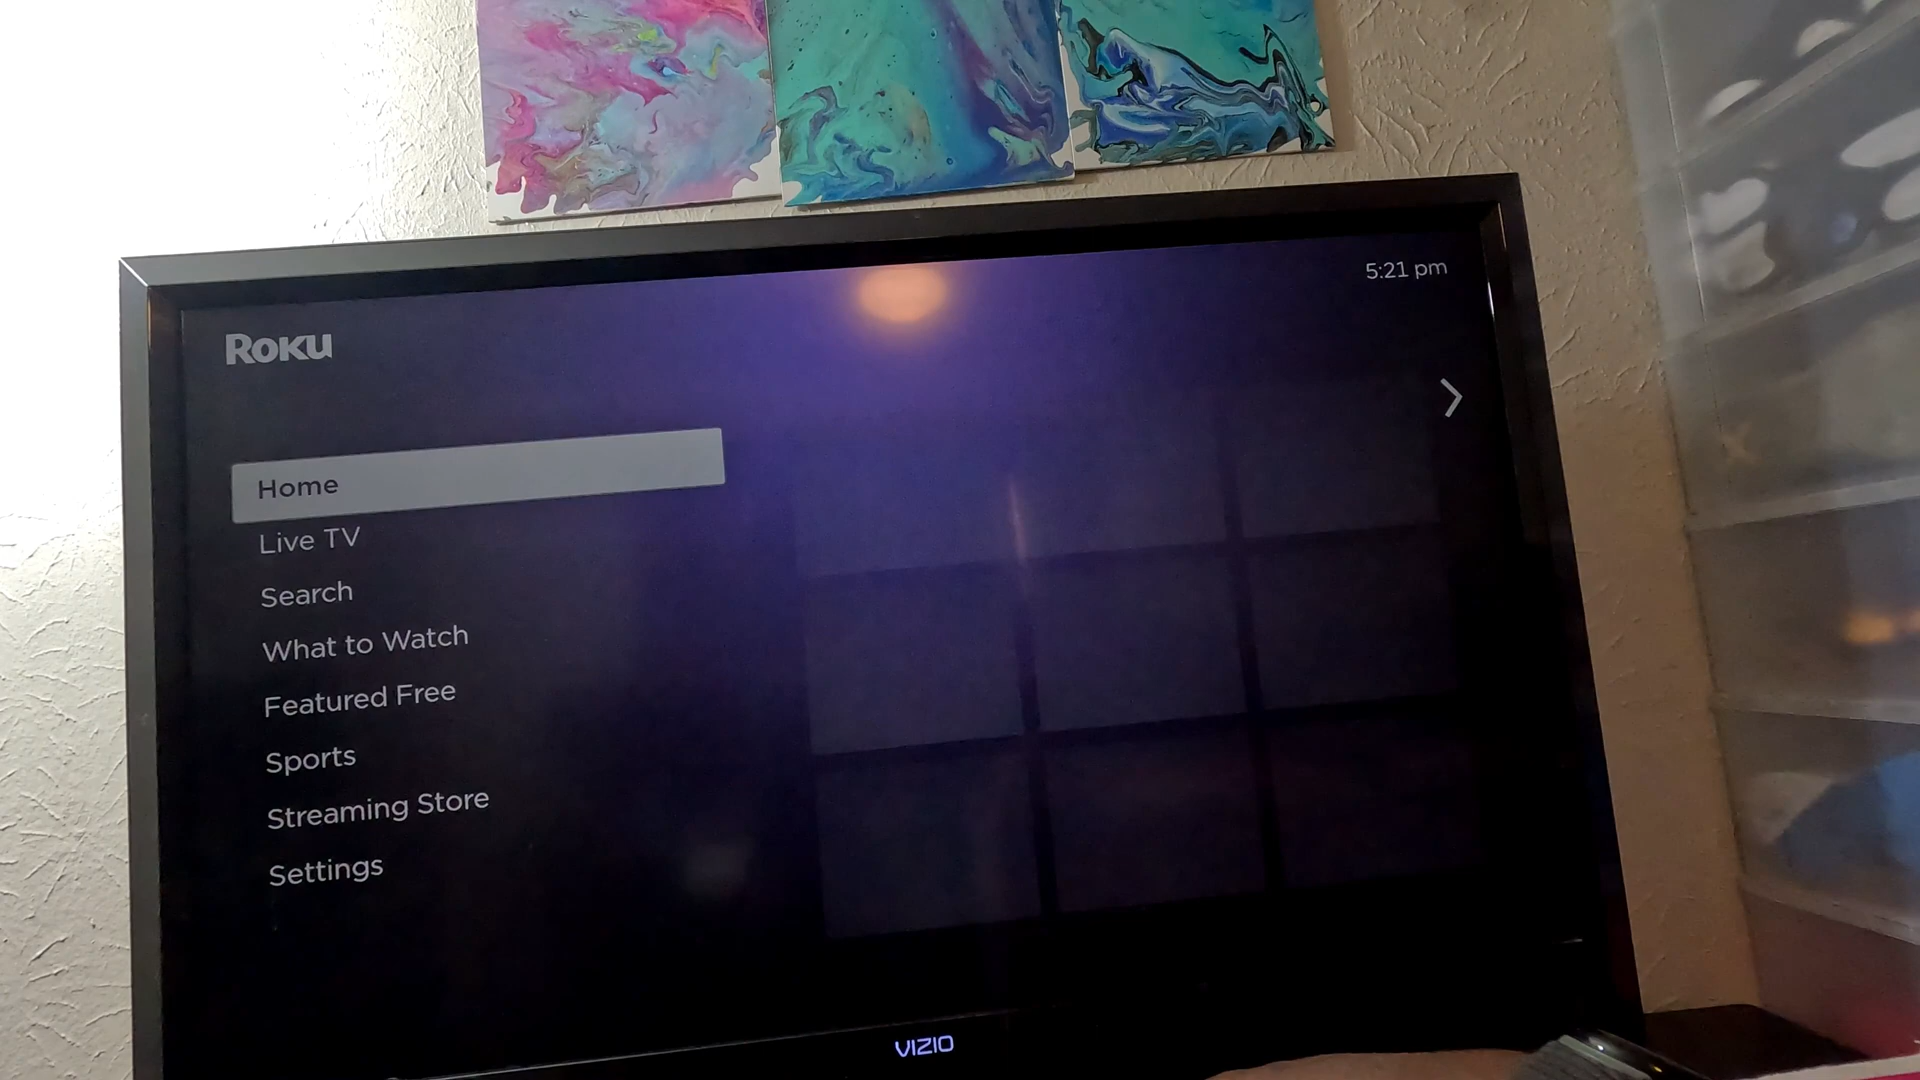 5:21 pm
Roku
Home
Live TV
Search
What to Watch
Featured Free
Sports
Streaming Store
Settings
VIZIO